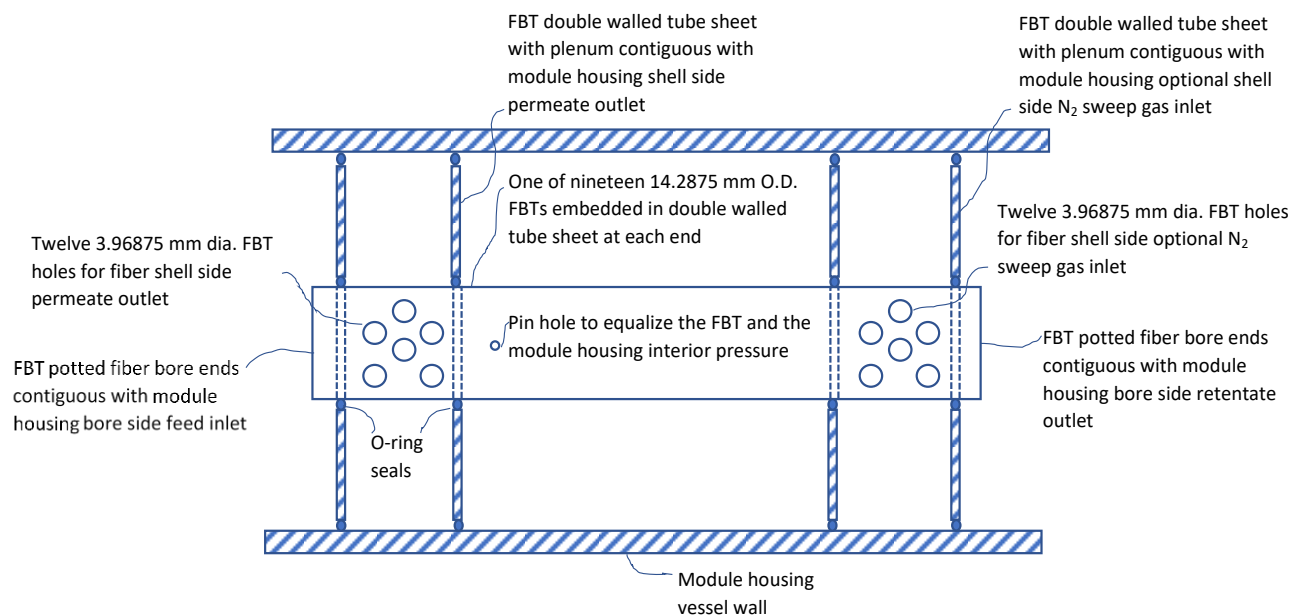 FBT double walled tube sheet
with plenum contiguous with
module housing shell side
permeate outlet
FBT double walled tube sheet
with plenum contiguous with
module housing optional shell
side N₂ sweep gas inlet
One of nineteen 14.2875 mm O.D.
FBTs embedded in double walled
tube sheet at each end
Twelve 3.96875 mm dia. FBT
holes for fiber shell side
permeate outlet
Twelve 3.96875 mm dia. FBT holes
for fiber shell side optional N₂
sweep gas inlet
Pin hole to equalize the FBT and the
module housing interior pressure
FBT potted fiber bore ends
contiguous with module
housing bore side feed inlet
FBT potted fiber bore ends
contiguous with module
housing bore side retentate
outlet
O-ring
seals
Module housing
vessel wall